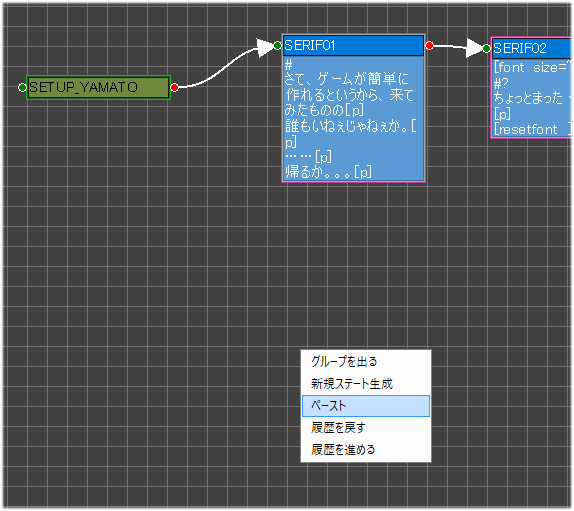 SETUP_YAMATO
SERIF01
#
さて、ゲームが簡単に
作れるというから、来て
みたものの[p]
誰もいねぇじゃねぇか。[
p]
……[p]
帰るか。。。[p]
SERIF02
[font size=
#?
ちょっとまった
[p]
[resetfont ]
グループを出る
新規ステート生成
ペースト
履歴を戻す
履歴を進める